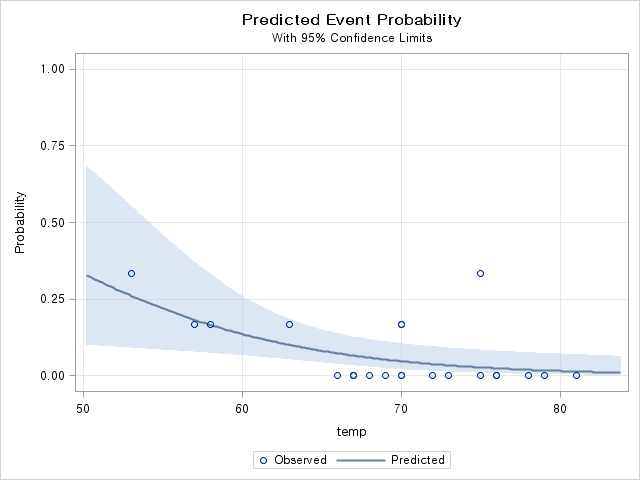 Predicted Event Probability
With 95% Confidence Limits
1.00
0.75
0.50
0.25
0.00
Probability
50 60 70 80
temp
Observed Predicted